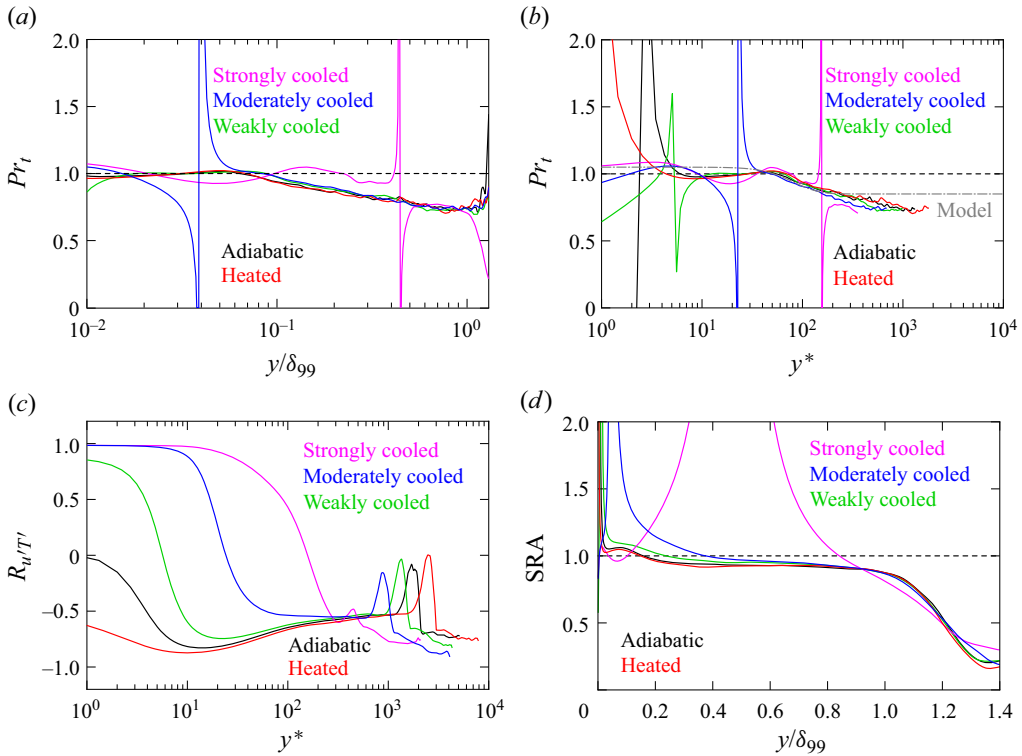 (a)
2.0
1.5
1.0
0.5
0
Pr_t
Strongly cooled
Moderately cooled
Weakly cooled
Adiabatic
Heated
10^−2
10^−1
10^0
y/δ_99
(b)
2.0
1.5
1.0
0.5
0
Pr_t
Strongly cooled
Moderately cooled
Weakly cooled
Model
Adiabatic
Heated
10^0
10^1
10^2
10^3
10^4
y*
(c)
1.0
0.5
0
−0.5
−1.0
R_u′T′
Strongly cooled
Moderately cooled
Weakly cooled
Adiabatic
Heated
10^0
10^1
10^2
10^3
10^4
y*
(d)
2.0
1.5
1.0
0.5
SRA
Strongly cooled
Moderately cooled
Weakly cooled
Adiabatic
Heated
0
0.2
0.4
0.6
0.8
1.0
1.2
1.4
y/δ_99